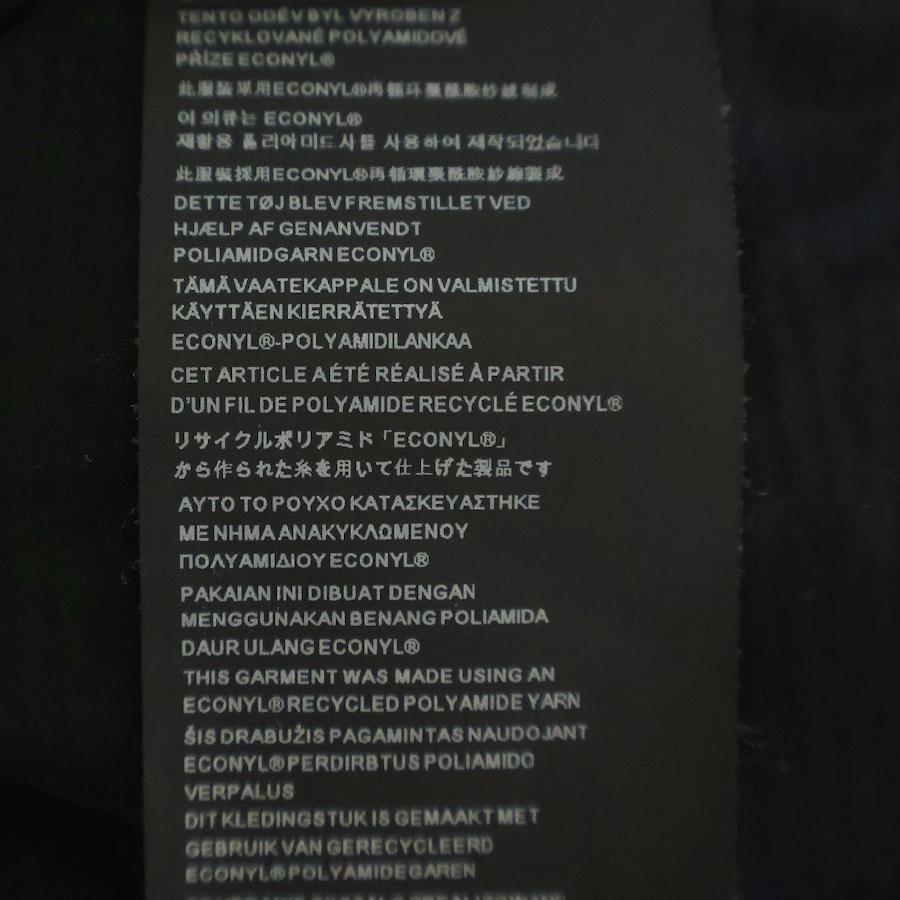 TENTO ODĚV BYL VYROBEN Z
RECYKLOVANÉ POLYAMIDOVÉ
PŘÍZE ECONYL®
此服装采用ECONYL®再循环聚酰胺纱线制成
이 의류는 ECONYL®
재활용 폴리아미드사를 사용하여 제작되었습니다
此服裝採用ECONYL®再循環聚酰胺紗線製成
DETTE TØJ BLEV FREMSTILLET VED
HJÆLP AF GENANVENDT
POLIAMIDGARN ECONYL®
TÄMÄ VAATEKAPPALE ON VALMISTETTU
KÄYTTÄEN KIERRÄTETTYÄ
ECONYL®-POLYAMIDILANKAA
CET ARTICLE A ÉTÉ RÉALISÉ À PARTIR
D'UN FIL DE POLYAMIDE RECYCLÉ ECONYL®
リサイクルポリアミド「ECONYL®」
から作られた糸を用いて仕上げた製品です
ΑΥΤΟ ΤΟ ΡΟΥΧΟ ΚΑΤΑΣΚΕΥΑΣΤΗΚΕ
ΜΕ ΝΗΜΑ ΑΝΑΚΥΚΛΩΜΕΝΟΥ
ΠΟΛΥΑΜΙΔΙΟΥ ECONYL®
PAKAIAN INI DIBUAT DENGAN
MENGGUNAKAN BENANG POLIAMIDA
DAUR ULANG ECONYL®
THIS GARMENT WAS MADE USING AN
ECONYL® RECYCLED POLYAMIDE YARN
ŠIS DRABUŽIS PAGAMINTAS NAUDOJANT
ECONYL® PERDIRBTUS POLIAMIDO
VERPALUS
DIT KLEDINGSTUK IS GEMAAKT MET
GEBRUIK VAN GERECYCLEERD
ECONYL® POLYAMIDEGAREN